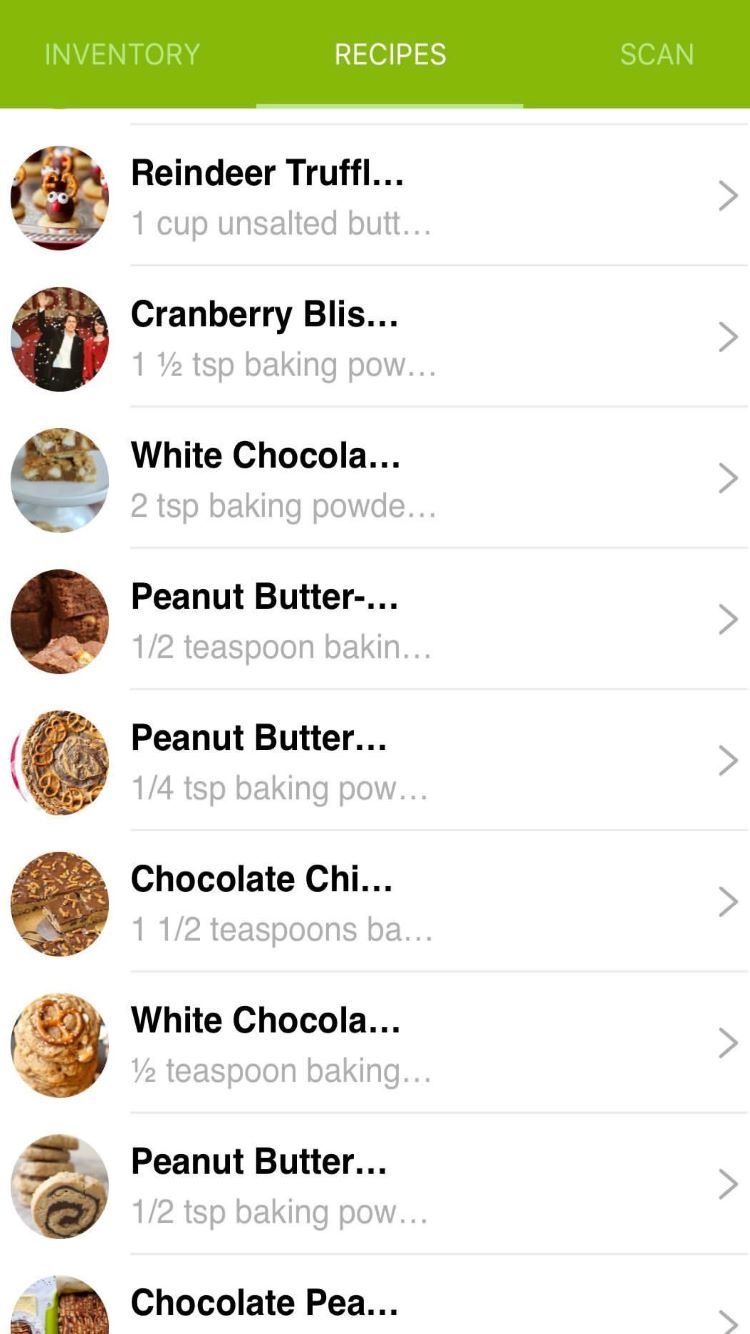 INVENTORY RECIPES SCAN
Reindeer Truffl...
1 cup unsalted butt...
Cranberry Blis...
1 ½ tsp baking pow...
White Chocola...
2 tsp baking powde...
Peanut Butter-...
1/2 teaspoon bakin...
Peanut Butter...
1/4 tsp baking pow...
Chocolate Chi...
1 1/2 teaspoons ba...
White Chocola...
½ teaspoon baking...
Peanut Butter...
1/2 tsp baking pow...
Chocolate Pea...